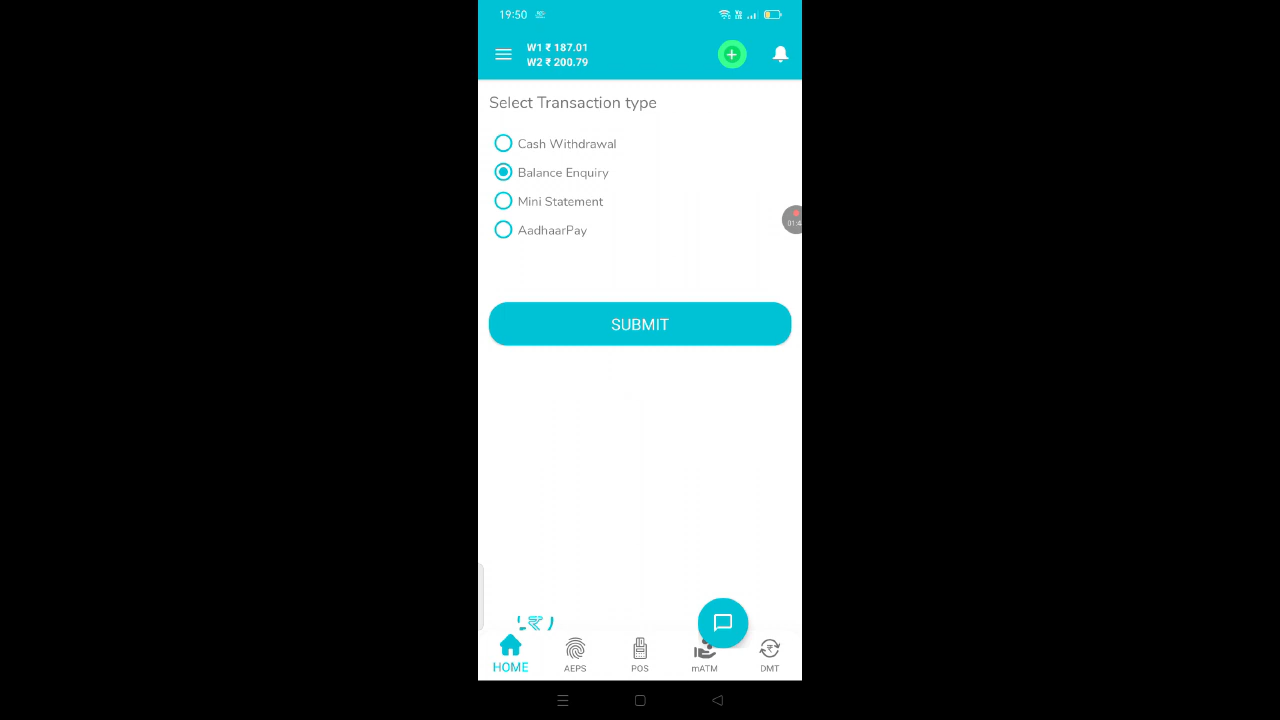 19:50
W1 ₹ 187.01
W2 ₹ 200.79
Select Transaction type
Cash Withdrawal
Balance Enquiry
Mini Statement
AadhaarPay
SUBMIT
HOME AEPS POS mATM DMT